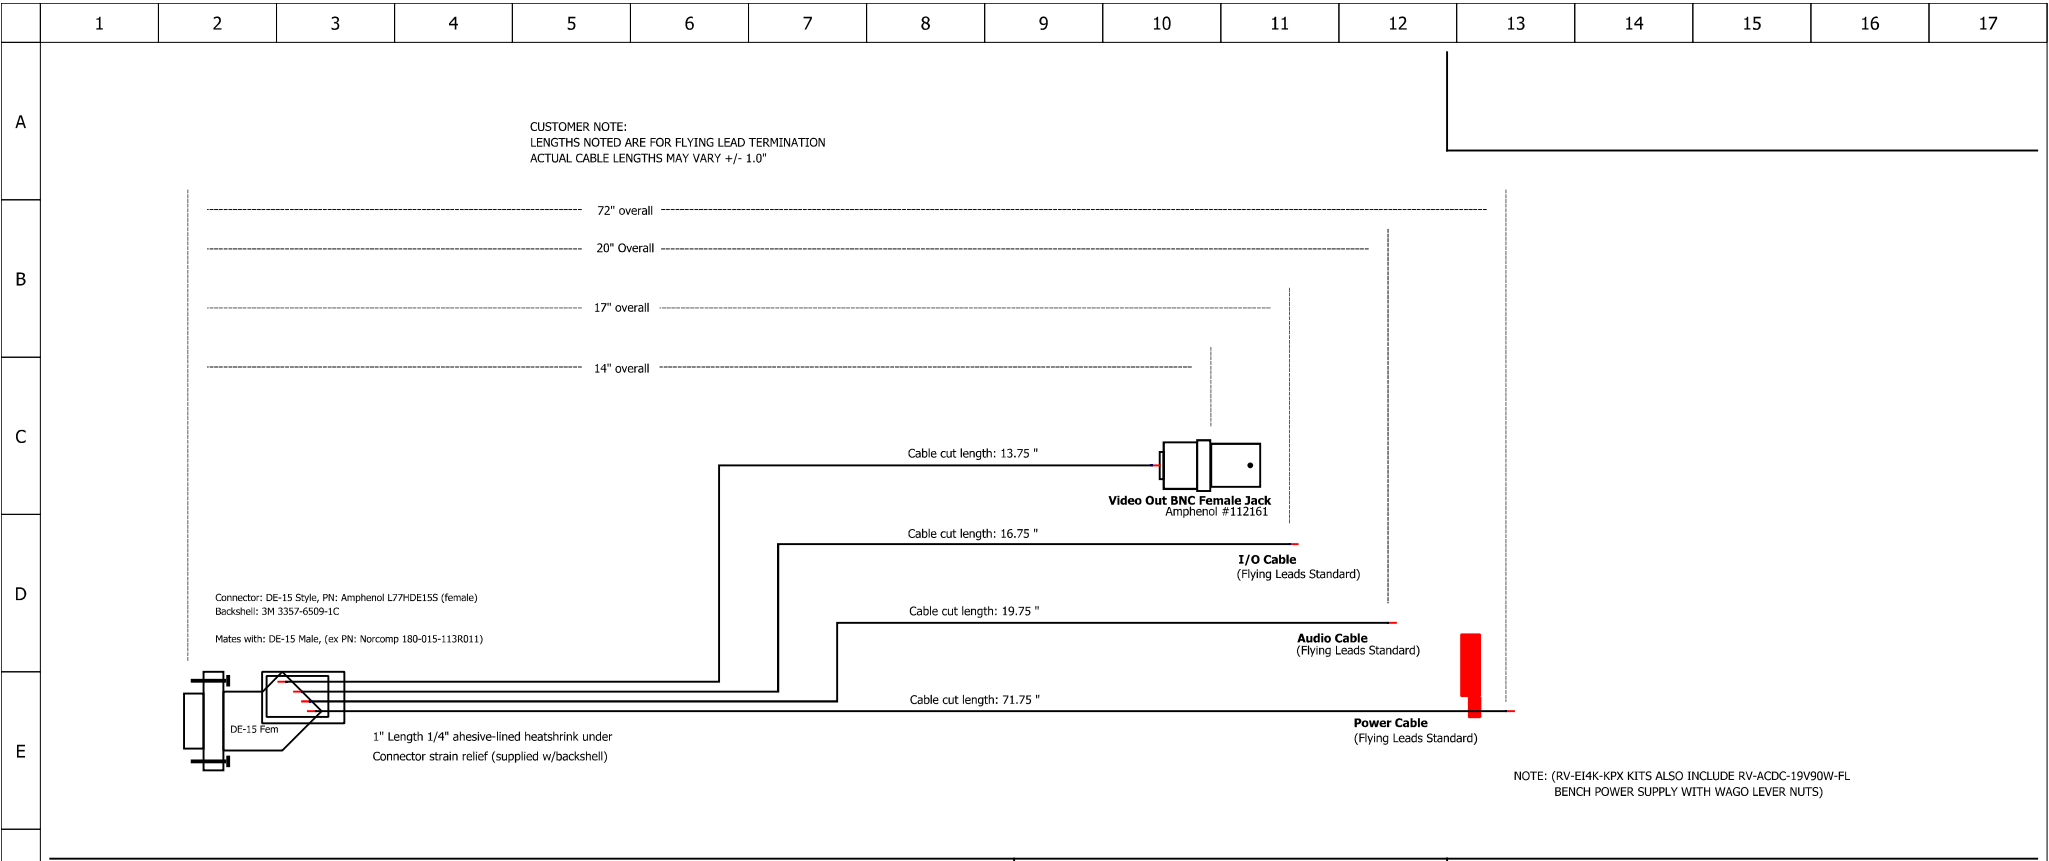 1 2 3 4 5 6 7 8 9 10 11 12 13 14 15 16 17
A
CUSTOMER NOTE:
LENGTHS NOTED ARE FOR FLYING LEAD TERMINATION
ACTUAL CABLE LENGTHS MAY VARY +/- 1.0"
72" overall
20" Overall
B
17" overall
14" overall
C
Cable cut length: 13.75 "
Video Out BNC Female Jack
Amphenol #112161
Cable cut length: 16.75 "
I/O Cable
(Flying Leads Standard)
D
Connector: DE-15 Style, PN: Amphenol L77HDE15S (female)
Backshell: 3M 3357-6509-1C
Mates with: DE-15 Male, (ex PN: Norcomp 180-015-113R011)
Cable cut length: 19.75 "
Audio Cable
(Flying Leads Standard)
Cable cut length: 71.75 "
Power Cable
(Flying Leads Standard)
DE-15 Fem
E
1" Length 1/4" ahesive-lined heatshrink under
Connector strain relief (supplied w/backshell)
NOTE: (RV-EI4K-KPX KITS ALSO INCLUDE RV-ACDC-19V90W-FL
BENCH POWER SUPPLY WITH WAGO LEVER NUTS)